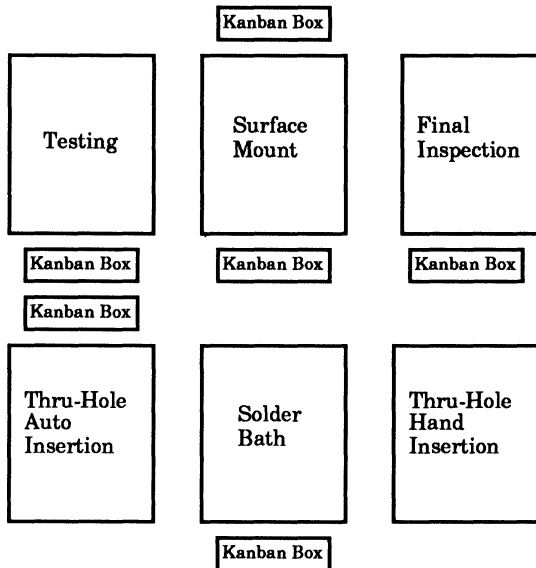 Kanban Box
Testing
Surface
Mount
Final
Inspection
Kanban Box
Kanban Box
Kanban Box
Kanban Box
Thru-Hole
Auto
Insertion
Solder
Bath
Thru-Hole
Hand
Insertion
Kanban Box